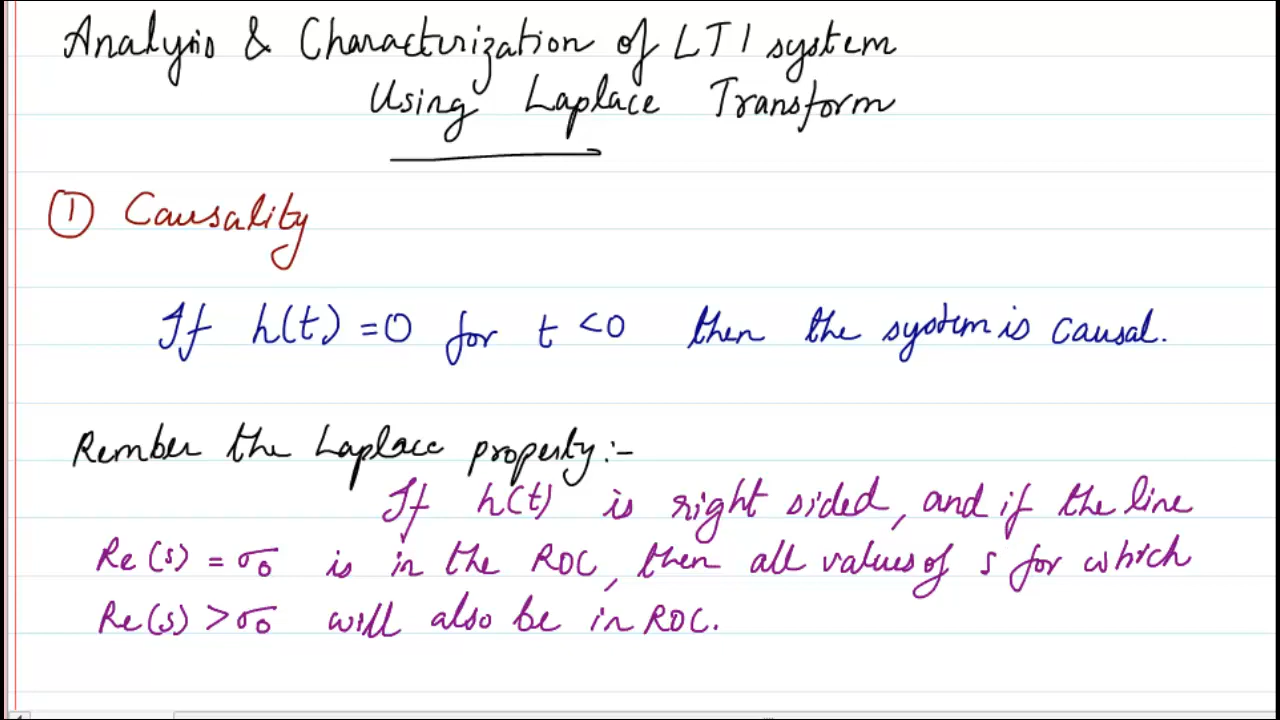 Analysis & Characterization of LTI system
Using Laplace Transform
① Causality
If h(t) = 0 for t < 0 then the system is causal.
Rember the Laplace property :-
If h(t) is right sided, and if the line
Re(s) = σ₀ is in the ROC, then all values of s for which
Re(s) > σ₀ will also be in ROC.